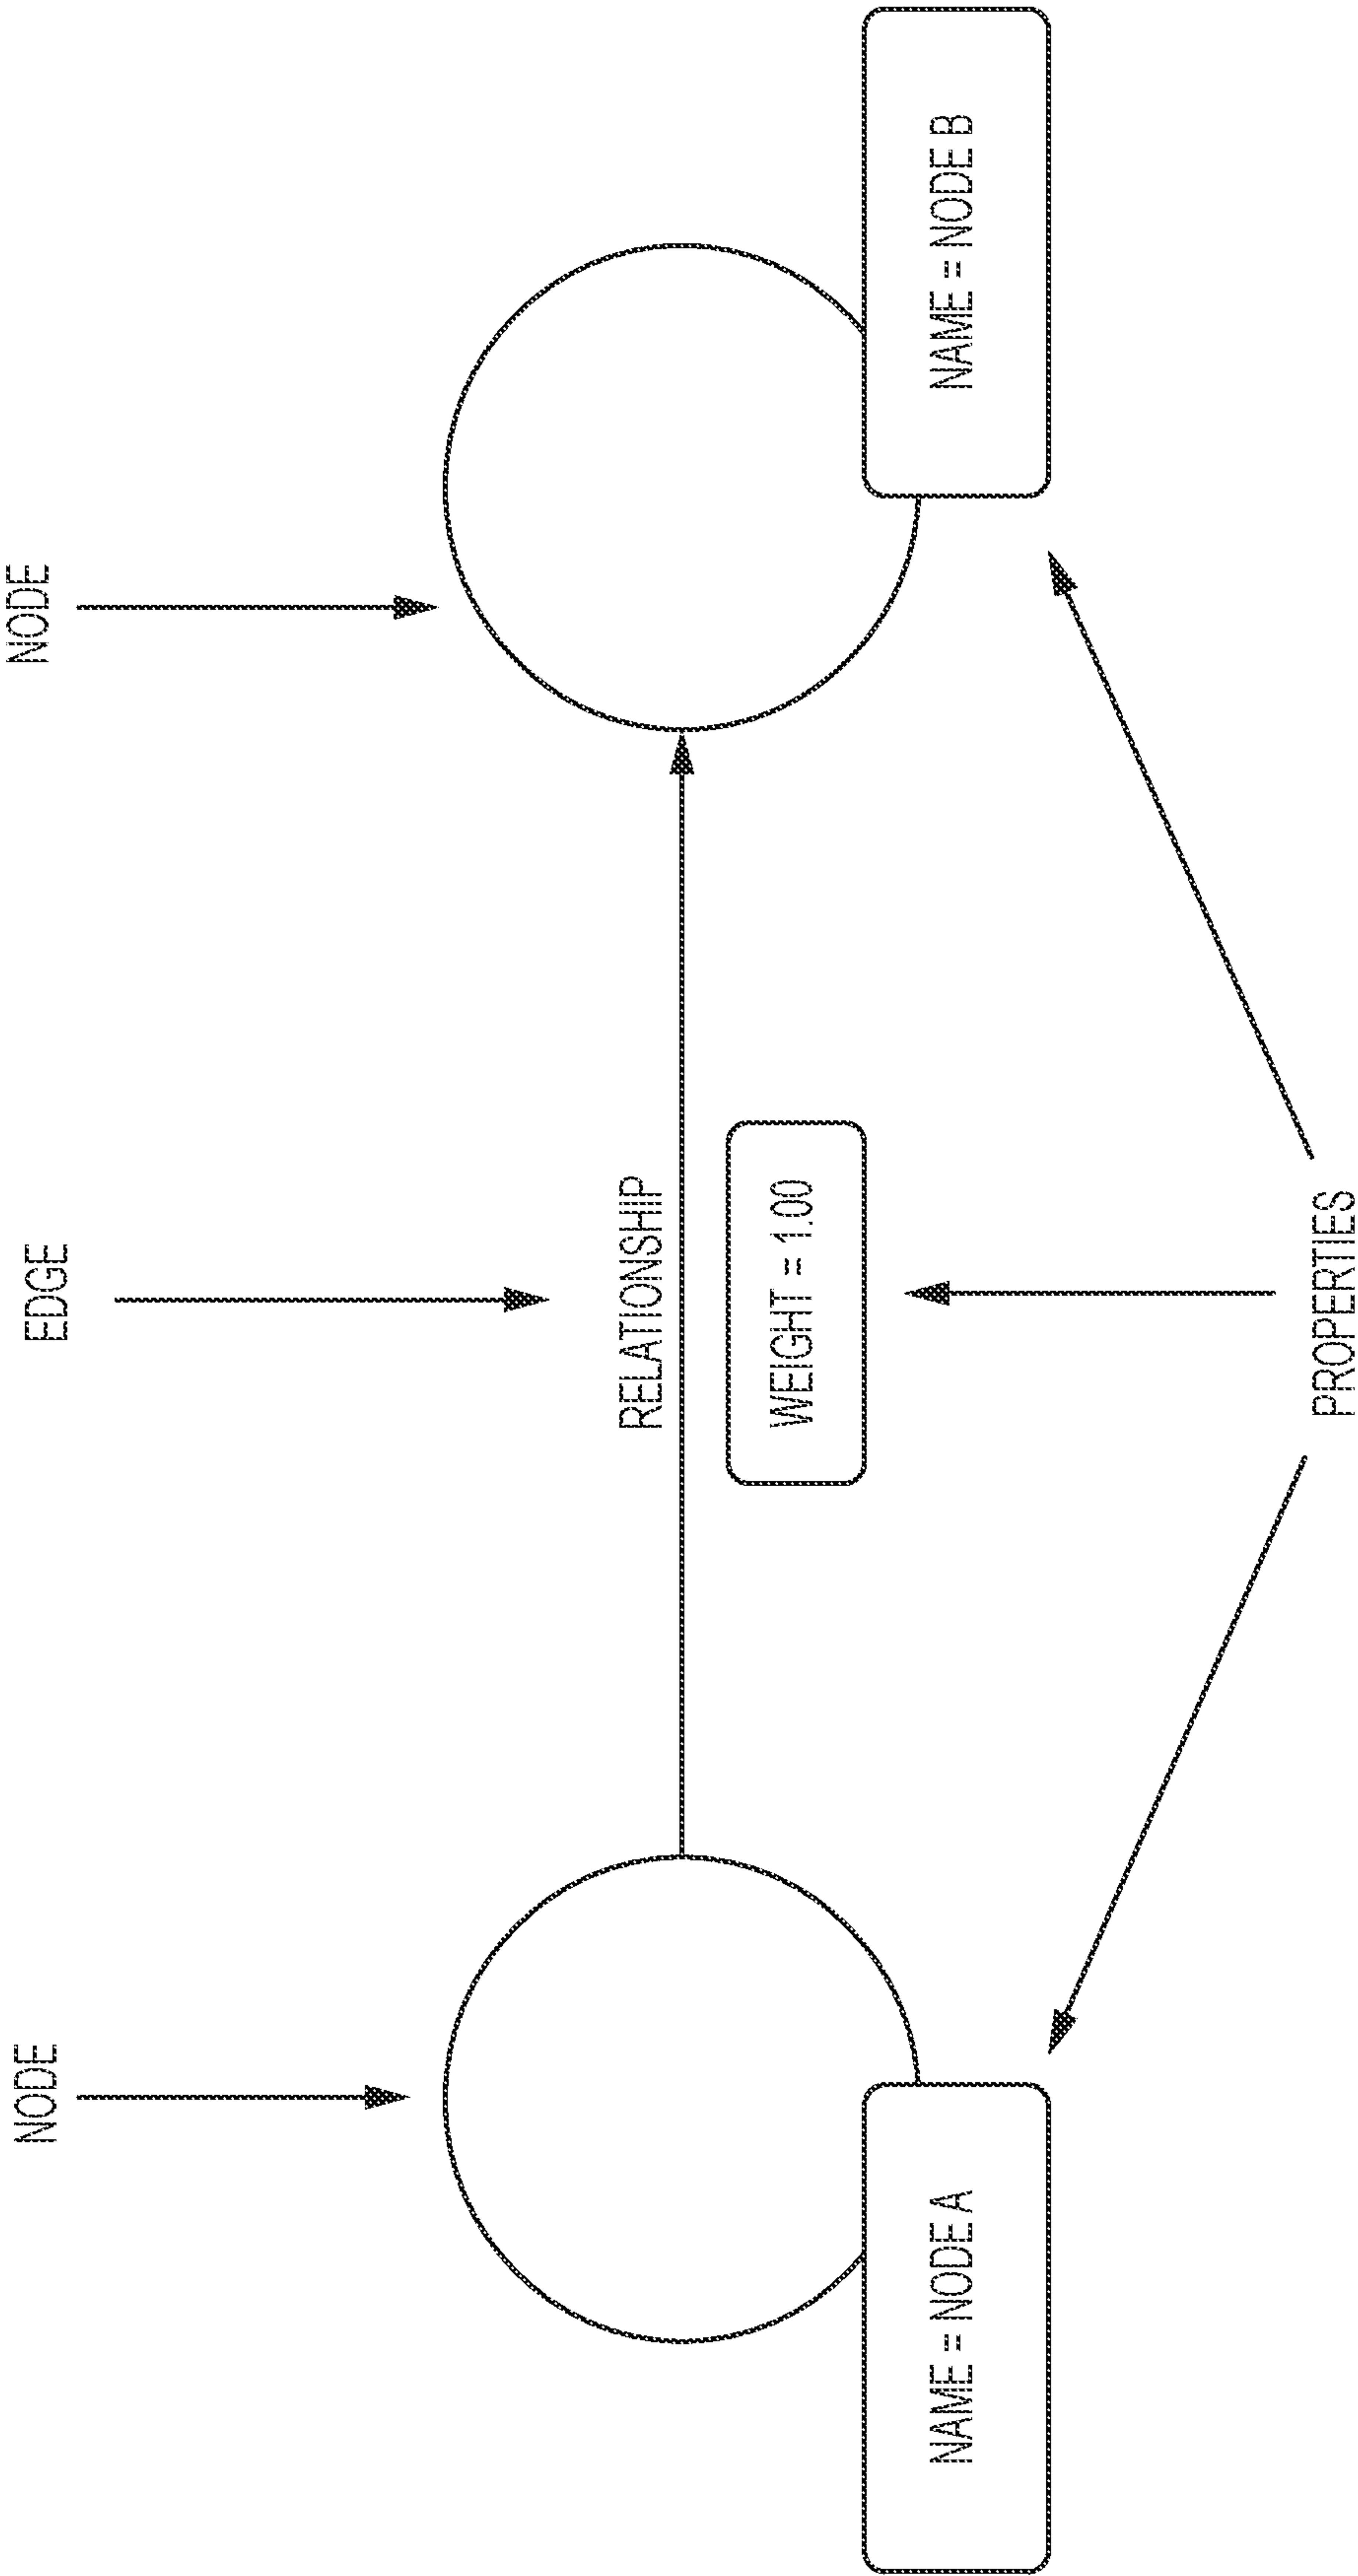 NODE
EDGE
NODE
RELATIONSHIP
WEIGHT = 1.00
NAME = NODE A
NAME = NODE B
PROPERTIES